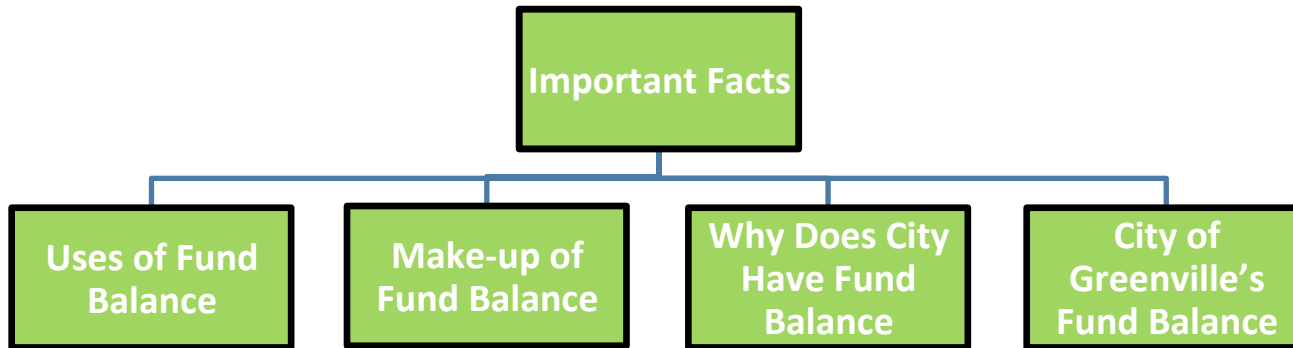 Important Facts
Uses of Fund
Balance
Make-up of
Fund Balance
Why Does City
Have Fund
Balance
City of
Greenville’s
Fund Balance